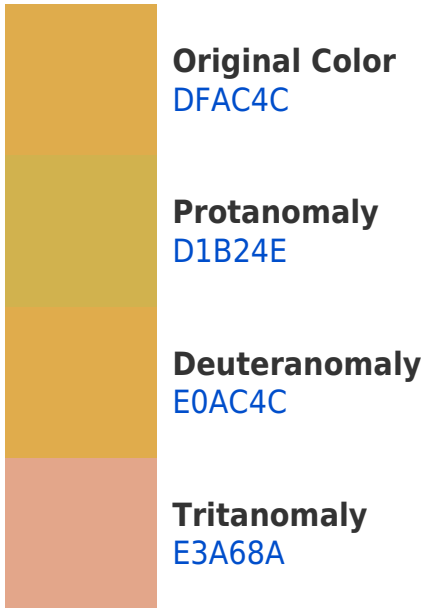 Original Color
DFAC4C
Protanomaly
D1B24E
Deuteranomaly
E0AC4C
Tritanomaly
E3A68A